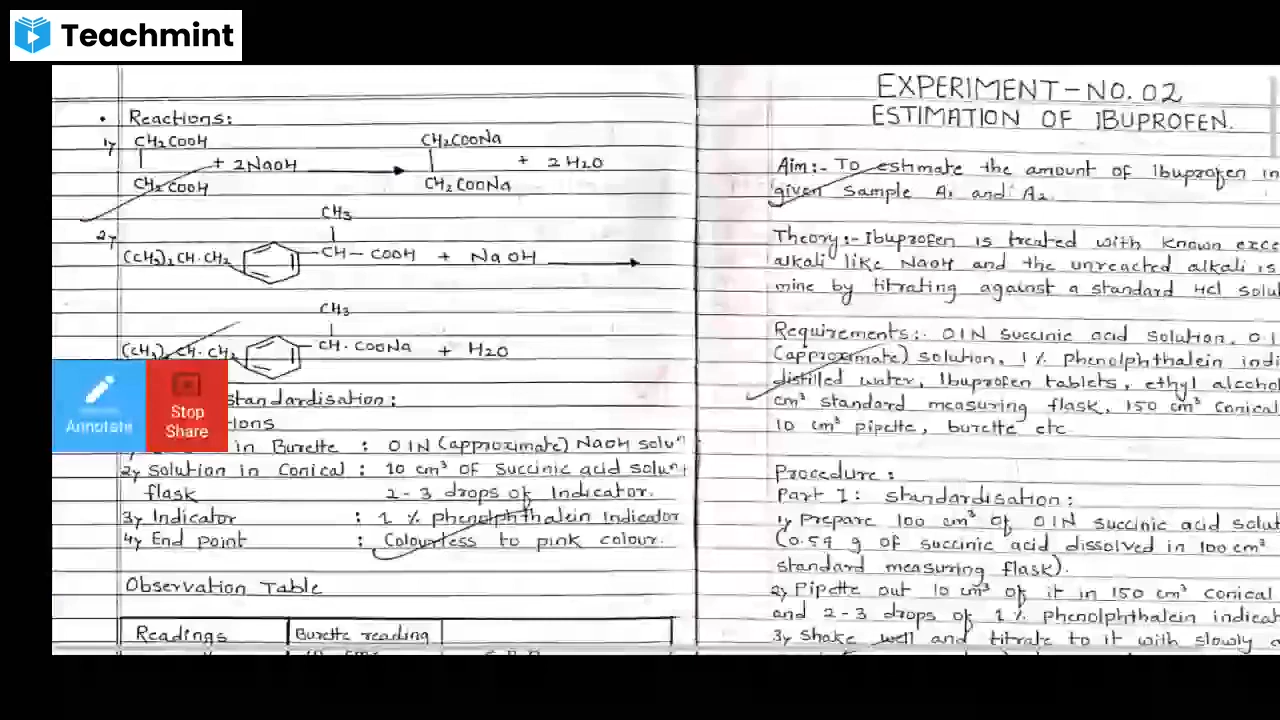 Teachmint
• Reactions:
1) CH2COOH CH2COONa
+ 2NaOH + 2H2O
CH2COOH CH2COONa
CH3
2)
(CH3)2CH·CH2 CH – COOH + NaOH
CH3
(CH3)2 CH·CH2 CH·COONa + H2O
Standardisation:
Annotate
Stop
Share
in Burette : 0.1N (approximate) NaOH solun
2) Solution in Conical : 10 cm³ of Succinic acid solun +
flask 2-3 drops of Indicator.
3) Indicator : 1 % phenolphthalein Indicator
4) End point : Colourless to pink colour.
Observation Table
Readings Burette reading
EXPERIMENT – NO. 02
ESTIMATION OF IBUPROFEN.
Aim:- To estimate the amount of Ibuprofen in
given Sample A1 and A2.
Theory:- Ibuprofen is treated with known exce
alkali like NaOH and the unreacted alkali is
mine by titrating against a standard HCl solu
Requirements:- 0.1N Succinic acid solution, 0.1
(approximate) solution, 1 % phenolphthalein indi
distilled water, Ibuprofen tablets, ethyl alcohol
cm³ standard measuring flask, 150 cm³ Conical
10 cm³ pipette, burette etc
Procedure:
Part I: Standardisation:
1) Prepare 100 cm³ of 0.1N succinic acid solut
(0.59 g of succinic acid dissolved in 100 cm³
standard measuring flask).
2) Pipette out 10 cm³ of it in 150 cm³ conical
and 2-3 drops of 1 % phenolphthalein indicat
3) Shake well and titrate to it with slowly